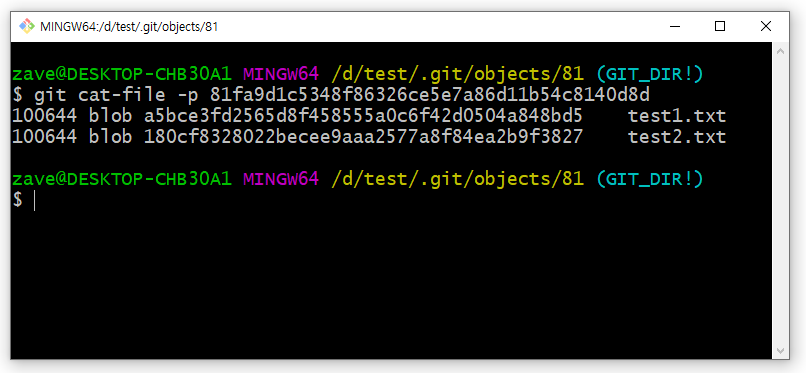 MINGW64:/d/test/.git/objects/81
zave@DESKTOP-CHB30A1 MINGW64 /d/test/.git/objects/81 (GIT_DIR!)
$ git cat-file -p 81fa9d1c5348f86326ce5e7a86d11b54c8140d8d
100644 blob a5bce3fd2565d8f458555a0c6f42d0504a848bd5    test1.txt
100644 blob 180cf8328022becee9aaa2577a8f84ea2b9f3827    test2.txt
zave@DESKTOP-CHB30A1 MINGW64 /d/test/.git/objects/81 (GIT_DIR!)
$